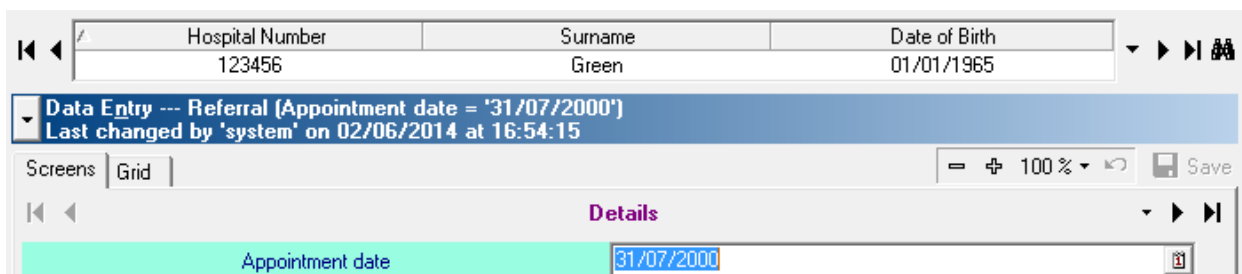 Hospital Number Surname Date of Birth
123456 Green 01/01/1965
Data Entry --- Referral (Appointment date = '31/07/2000')
Last changed by 'system' on 02/06/2014 at 16:54:15
Screens Grid 100 % Save
Details
Appointment date 31/07/2000